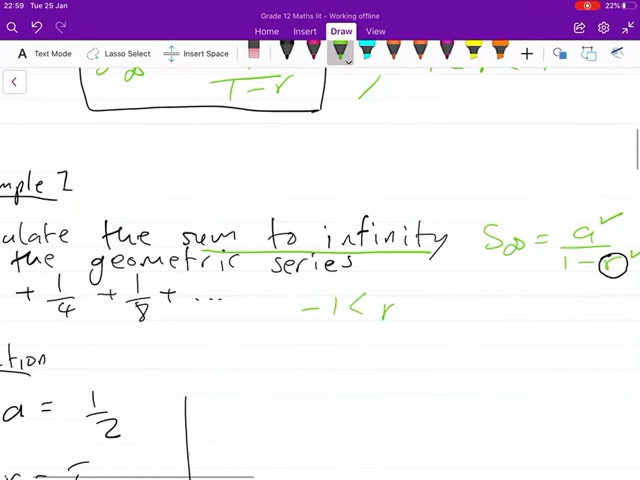 22:59 Tue 25 Jan
Grade 12 Maths lit - Working offline
22%
Home Insert Draw View
Text Mode Lasso Select Insert Space
∞
1-r
mple 2
ulate the sum to infinity
the geometric series
+ 1/4 + 1/8 + ...
S∞ = a/1-r
-1 < r
tion
a = 1/2